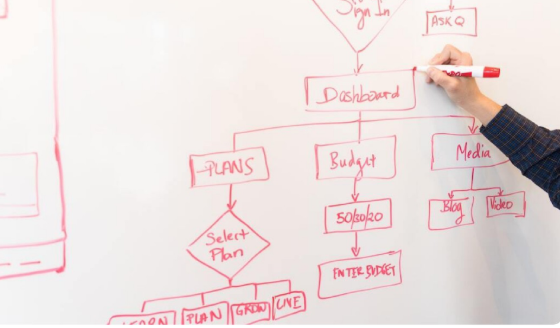 Sign In
ASK Q
Dashboard
PLANS
Budget
Media
50/30/20
Blog
Video
Select
Plan
ENTER BUDGET
LEARN
PLAN
GROW
LIVE